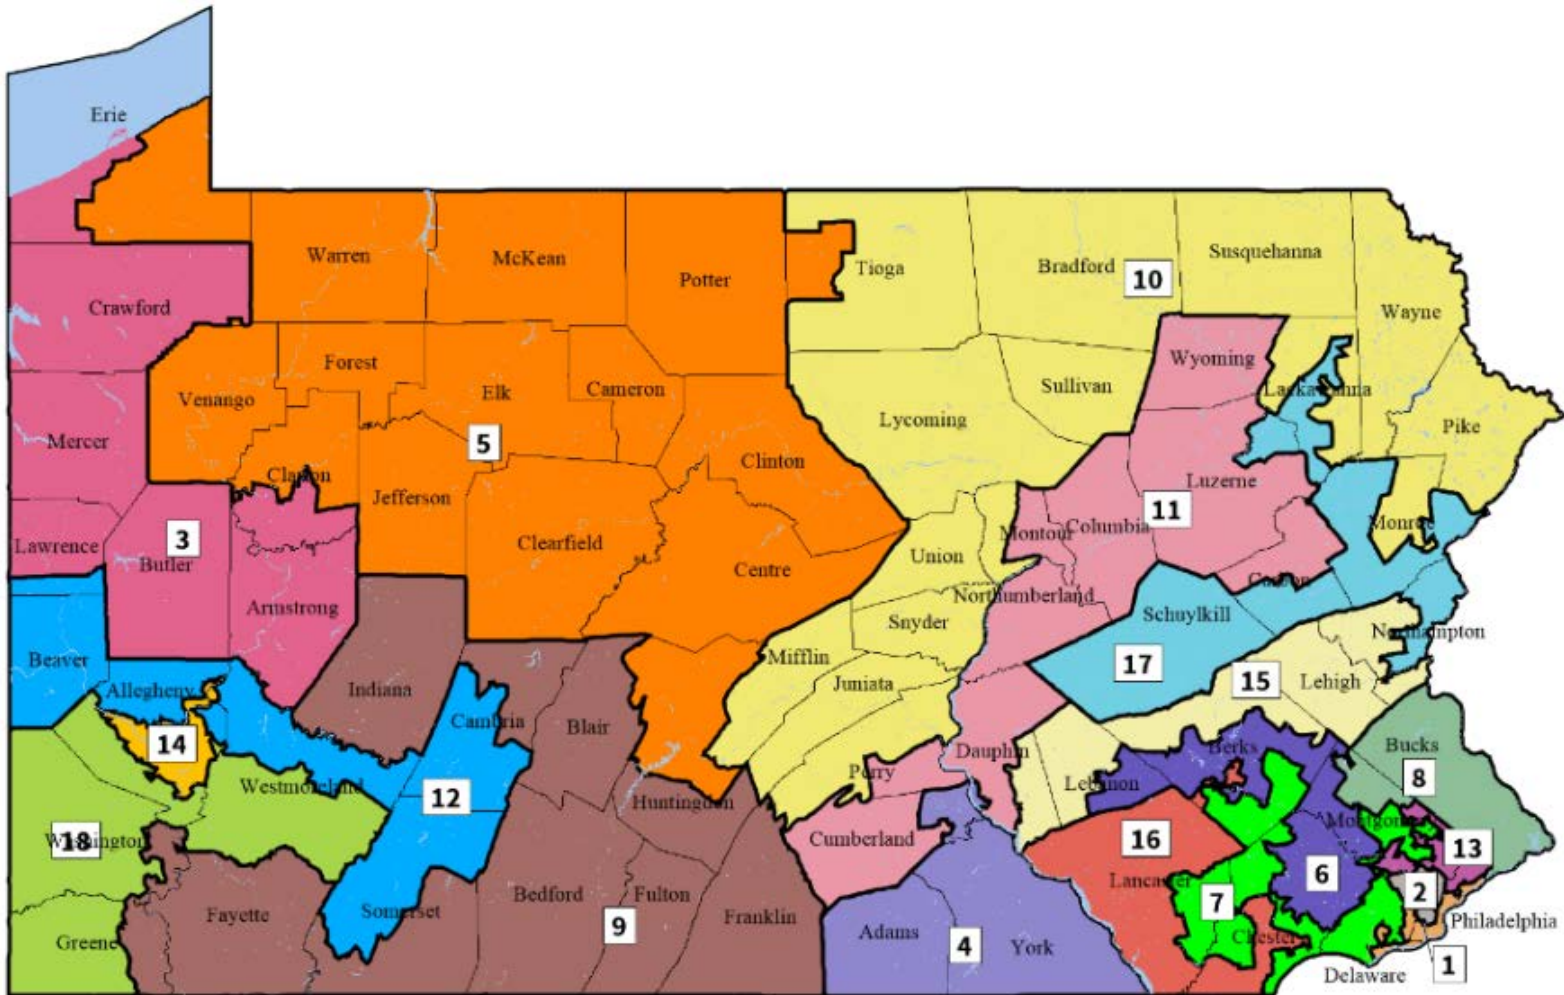 Erie
Warren
McKean
Potter
Tioga
Bradford
10
Susquehanna
Wayne
Crawford
Forest
Elk
Cameron
Venango
Wyoming
Lackawanna
Sullivan
Lycoming
Pike
Mercer
5
Clinton
Clarion
Jefferson
Luzerne
11
Monroe
Columbia
Montour
Lawrence
3
Butler
Clearfield
Centre
Union
Carbon
Armstrong
Northumberland
Schuylkill
Snyder
Northampton
Beaver
Mifflin
17
15
Lehigh
Allegheny
Indiana
Juniata
Cambria
Blair
14
Dauphin
Berks
Bucks
8
Perry
Lebanon
Westmoreland
12
Huntingdon
Montgomery
Washington
18
Cumberland
16
13
Lancaster
6
2
7
Fayette
Somerset
Bedford
Fulton
9
Franklin
Adams
4
York
Chester
Philadelphia
Greene
Delaware
1